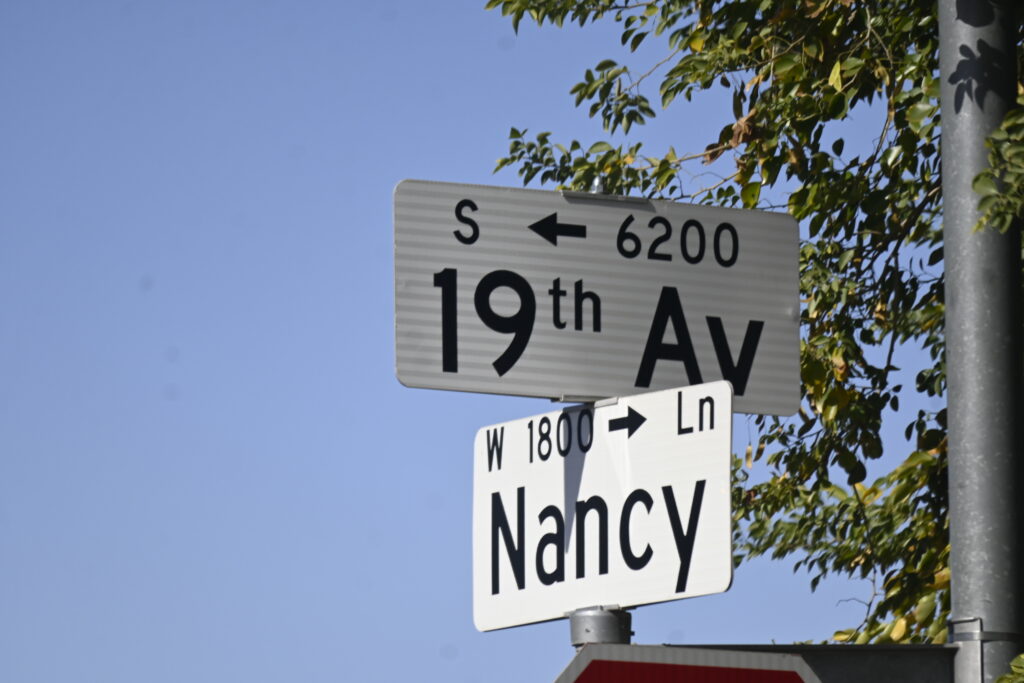 S ← 6200
19th Av
W 1800 → Ln
Nancy